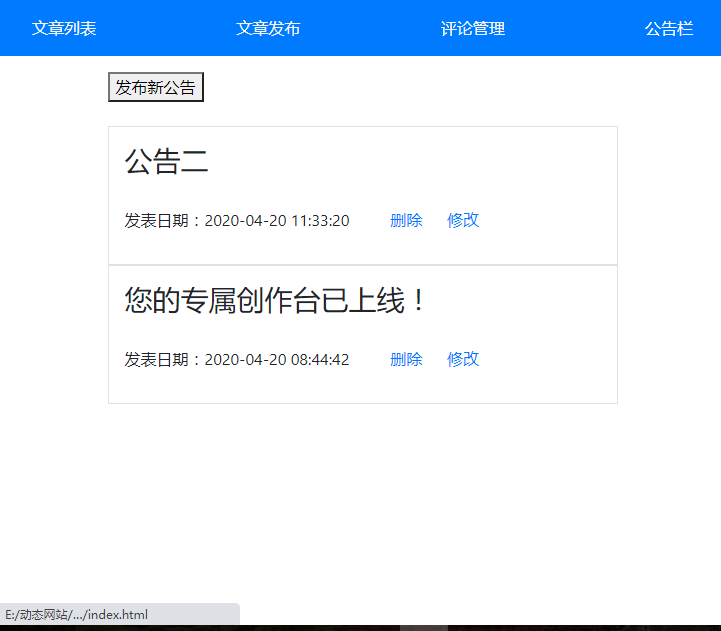 文章列表 文章发布 评论管理 公告栏
发布新公告
公告二
发表日期：2020-04-20 11:33:20 删除 修改
您的专属创作台已上线！
发表日期：2020-04-20 08:44:42 删除 修改
E:/动态网站/.../index.html